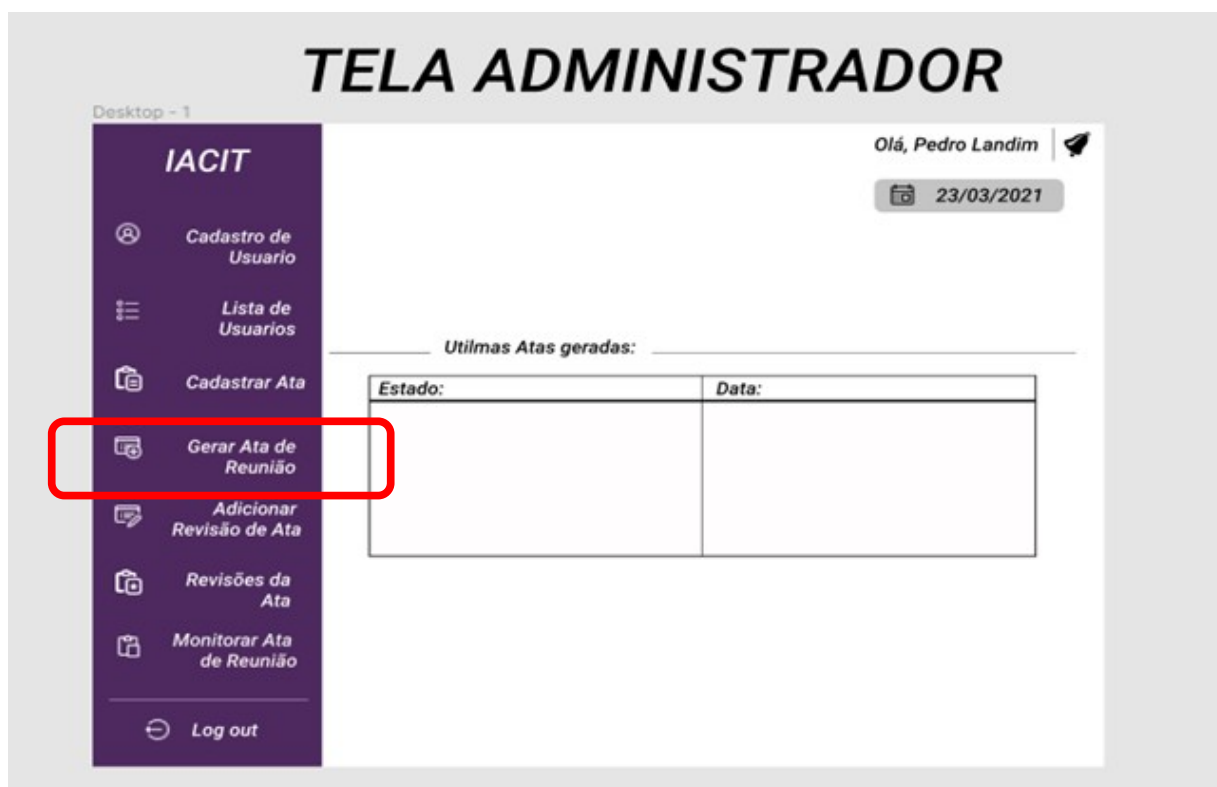 TELA ADMINISTRADOR
Desktop - 1
IACIT
Olá, Pedro Landim
23/03/2021
Cadastro de
Usuario
Lista de
Usuarios
Cadastrar Ata
Gerar Ata de
Reunião
Adicionar
Revisão de Ata
Revisões da
Ata
Monitorar Ata
de Reunião
Log out
Utilmas Atas geradas:
Estado:
Data: